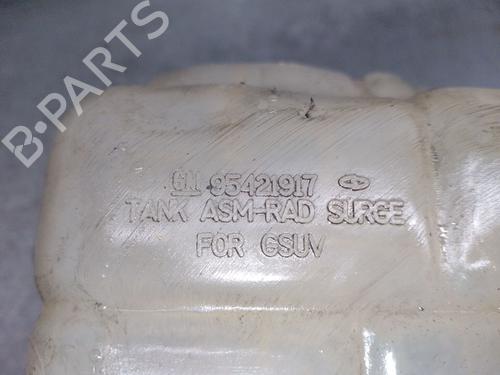 B-PARTS
GM 95421917
TANK ASM-RAD SURGE
FOR GSUV